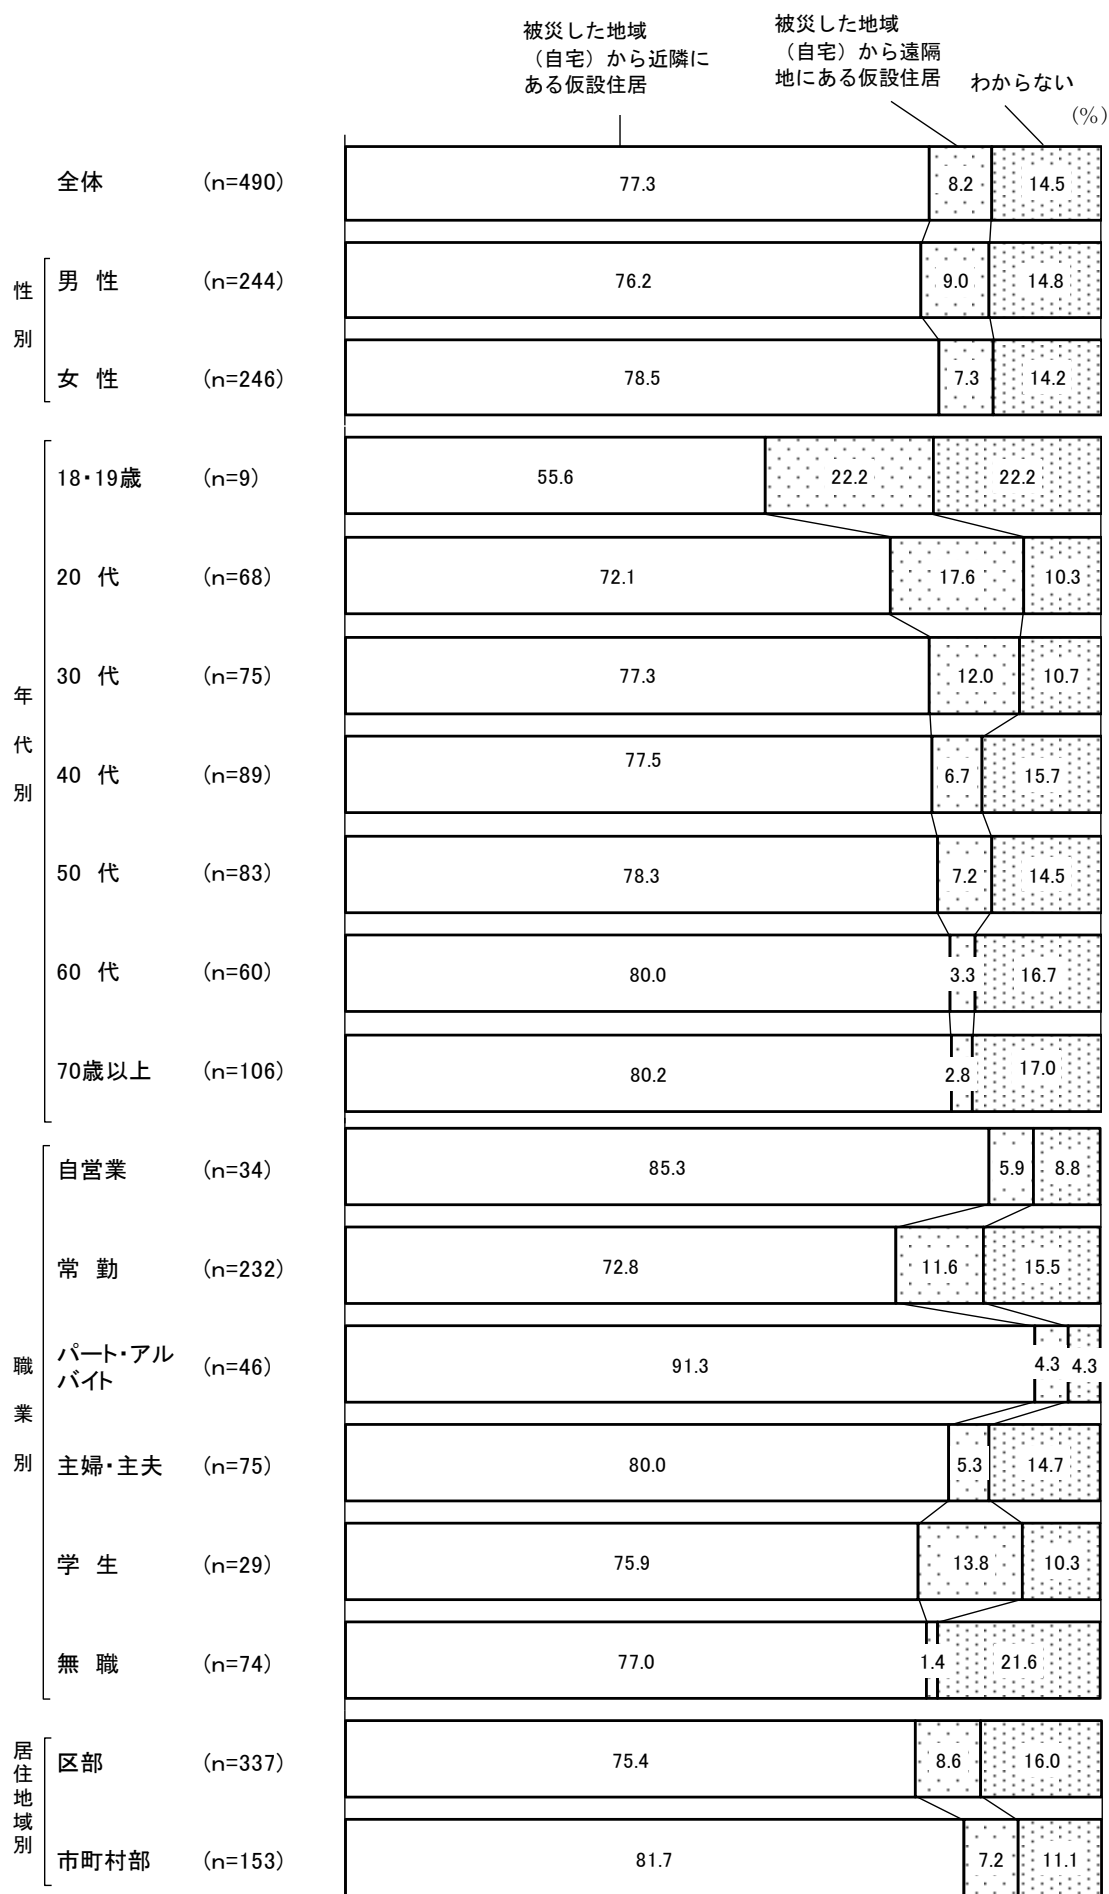 被災した地域
（自宅）から近隣に
ある仮設住居
被災した地域
（自宅）から遠隔
地にある仮設住居
わからない
(%)
全体 (n=490) 77.3 8.2 14.5
性別
男 性 (n=244) 76.2 9.0 14.8
女 性 (n=246) 78.5 7.3 14.2
年代別
18・19歳 (n=9) 55.6 22.2 22.2
20 代 (n=68) 72.1 17.6 10.3
30 代 (n=75) 77.3 12.0 10.7
40 代 (n=89) 77.5 6.7 15.7
50 代 (n=83) 78.3 7.2 14.5
60 代 (n=60) 80.0 3.3 16.7
70歳以上 (n=106) 80.2 2.8 17.0
職業別
自営業 (n=34) 85.3 5.9 8.8
常 勤 (n=232) 72.8 11.6 15.5
パート・アル
バイト (n=46) 91.3 4.3 4.3
主婦・主夫 (n=75) 80.0 5.3 14.7
学 生 (n=29) 75.9 13.8 10.3
無 職 (n=74) 77.0 1.4 21.6
居住地域別
区部 (n=337) 75.4 8.6 16.0
市町村部 (n=153) 81.7 7.2 11.1